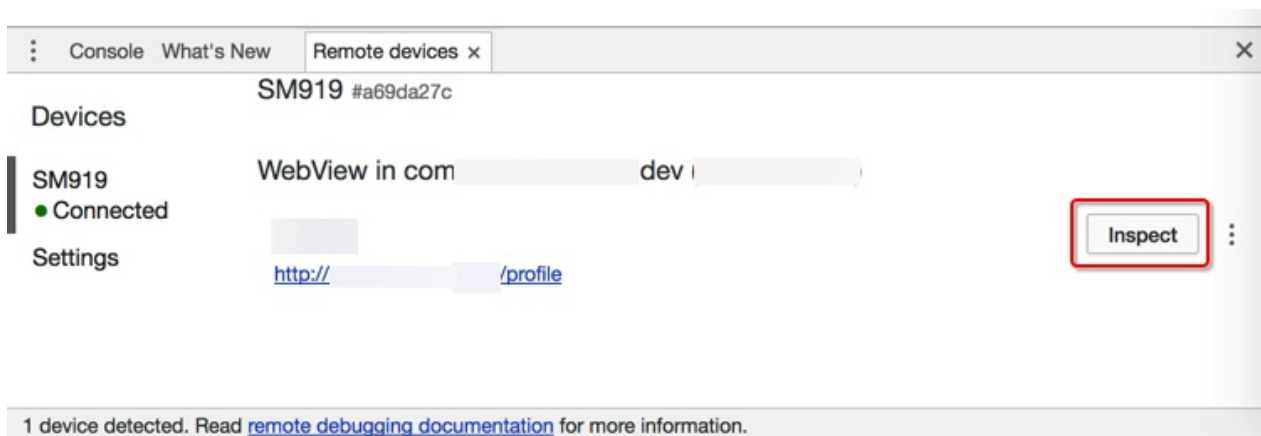 Console What's New Remote devices ×
Devices
SM919
Connected
Settings
SM919 #a69da27c
WebView in com dev (
http:// /profile
Inspect
1 device detected. Read remote debugging documentation for more information.